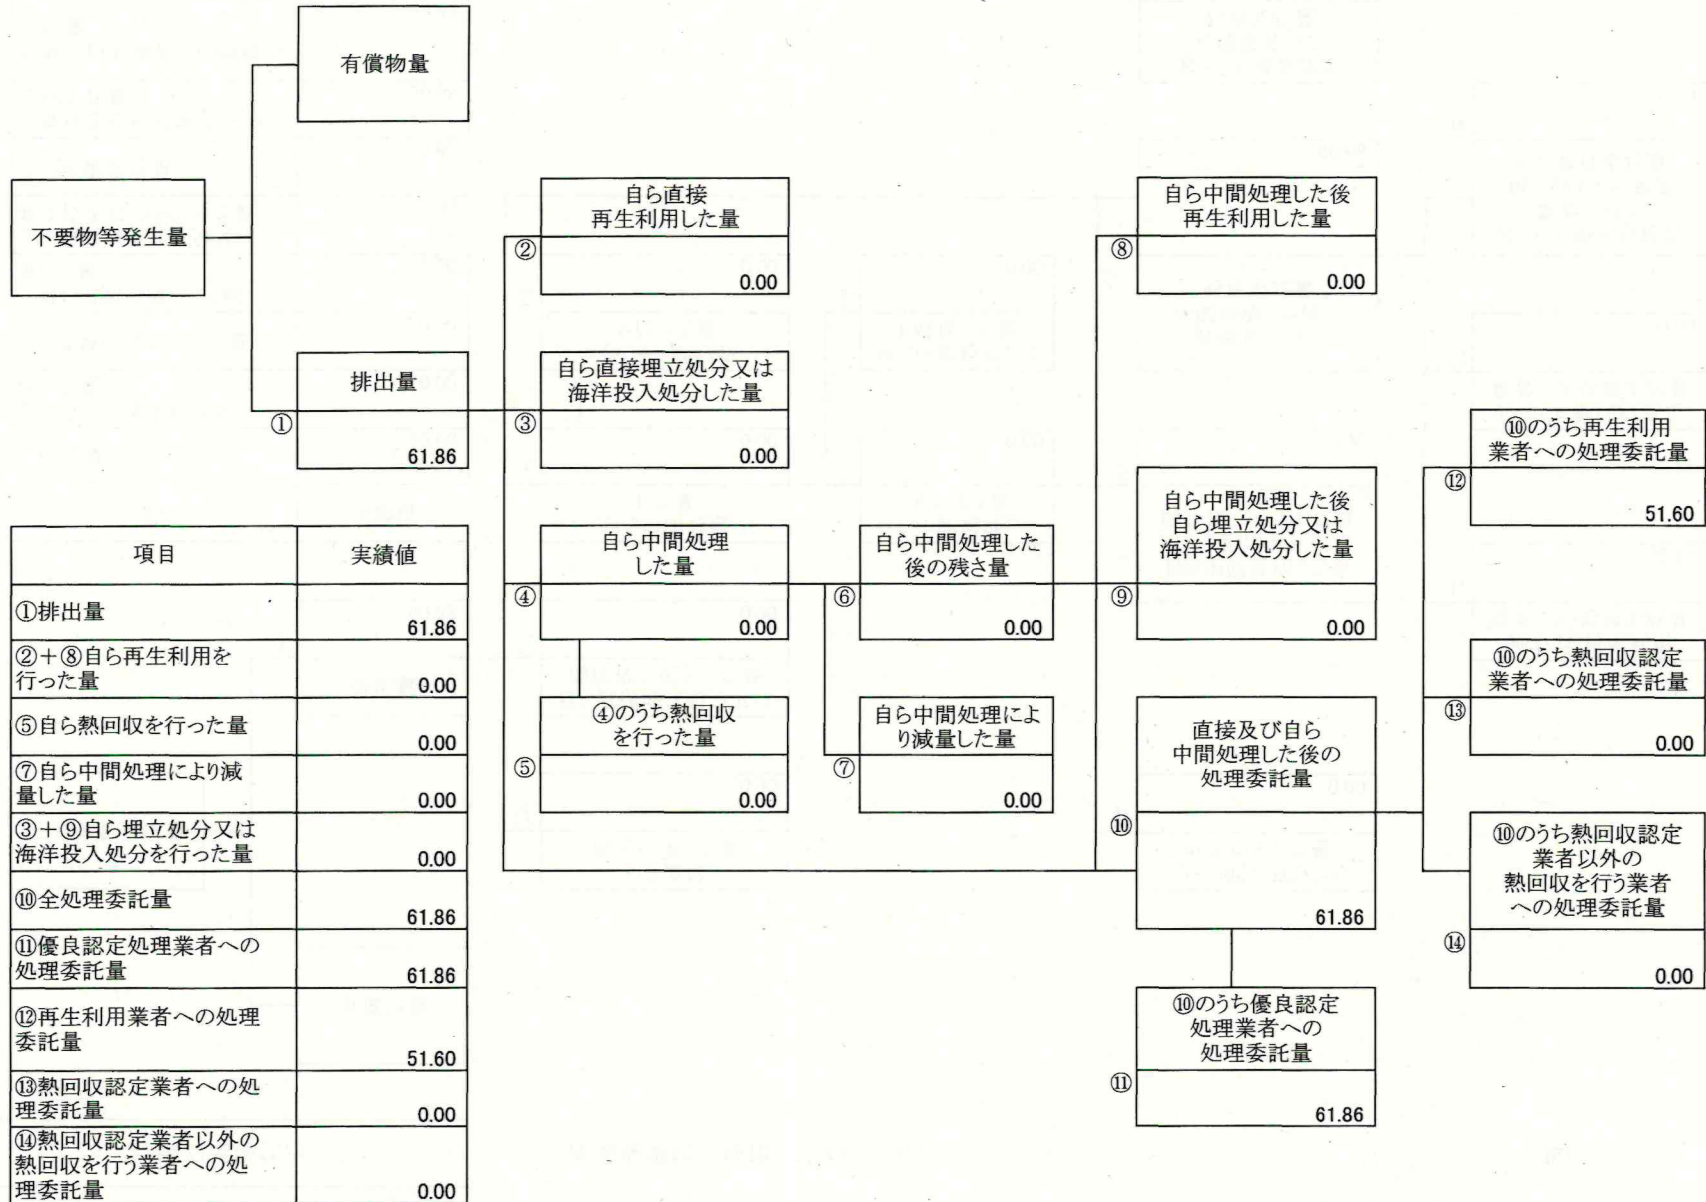 有償物量
不要物等発生量
排出量
①
61.86
自ら直接
再生利用した量
②
0.00
自ら直接埋立処分又は
海洋投入処分した量
③
0.00
自ら中間処理
した量
④
0.00
④のうち熱回収
を行った量
⑤
0.00
自ら中間処理した
後の残さ量
⑥
0.00
自ら中間処理によ
り減量した量
⑦
0.00
自ら中間処理した後
再生利用した量
⑧
0.00
自ら中間処理した後
自ら埋立処分又は
海洋投入処分した量
⑨
0.00
直接及び自ら
中間処理した後の
処理委託量
⑩
61.86
⑩のうち優良認定
処理業者への
処理委託量
⑪
61.86
⑩のうち再生利用
業者への処理委託量
⑫
51.60
⑩のうち熱回収認定
業者への処理委託量
⑬
0.00
⑩のうち熱回収認定
業者以外の
熱回収を行う業者
への処理委託量
⑭
0.00
項目 実績値
①排出量
61.86
②+⑧自ら再生利用を
行った量 0.00
⑤自ら熱回収を行った量
0.00
⑦自ら中間処理により減
量した量 0.00
③+⑨自ら埋立処分又は
海洋投入処分を行った量 0.00
⑩全処理委託量
61.86
⑪優良認定処理業者への
処理委託量 61.86
⑫再生利用業者への処理
委託量
51.60
⑬熱回収認定業者への処
理委託量 0.00
⑭熱回収認定業者以外の
熱回収を行う業者への処
理委託量 0.00